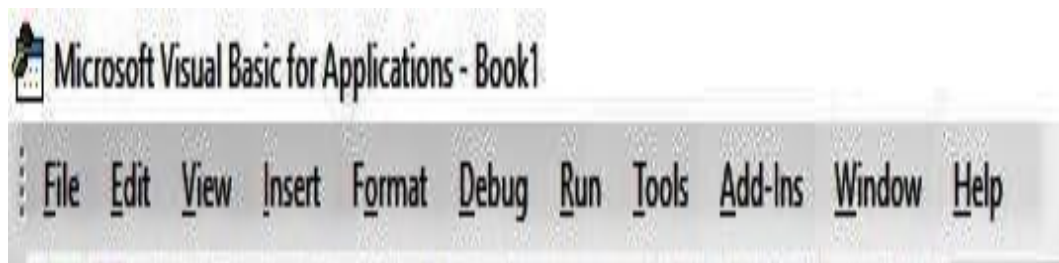 Microsoft Visual Basic for Applications - Book1
File Edit View Insert Format Debug Run Tools Add-Ins Window Help